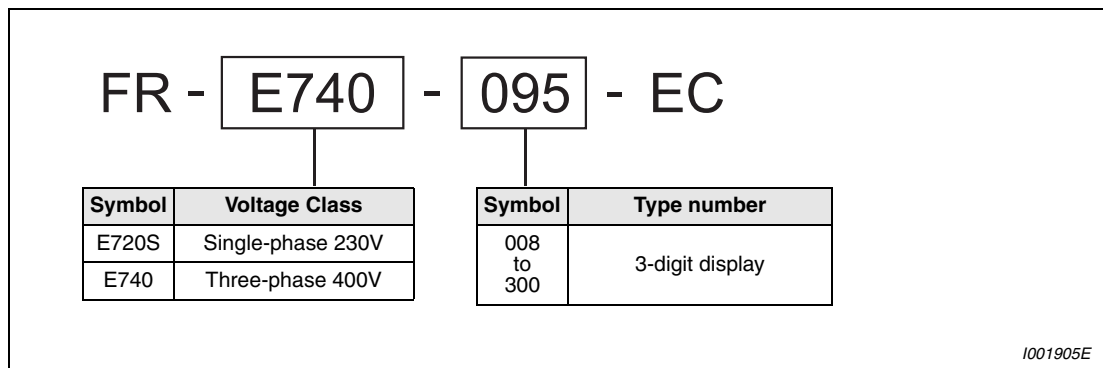 FR - E740 - 095 - EC
Symbol Voltage Class
E720S Single-phase 230V
E740 Three-phase 400V
Symbol Type number
008
to
300
3-digit display
I001905E